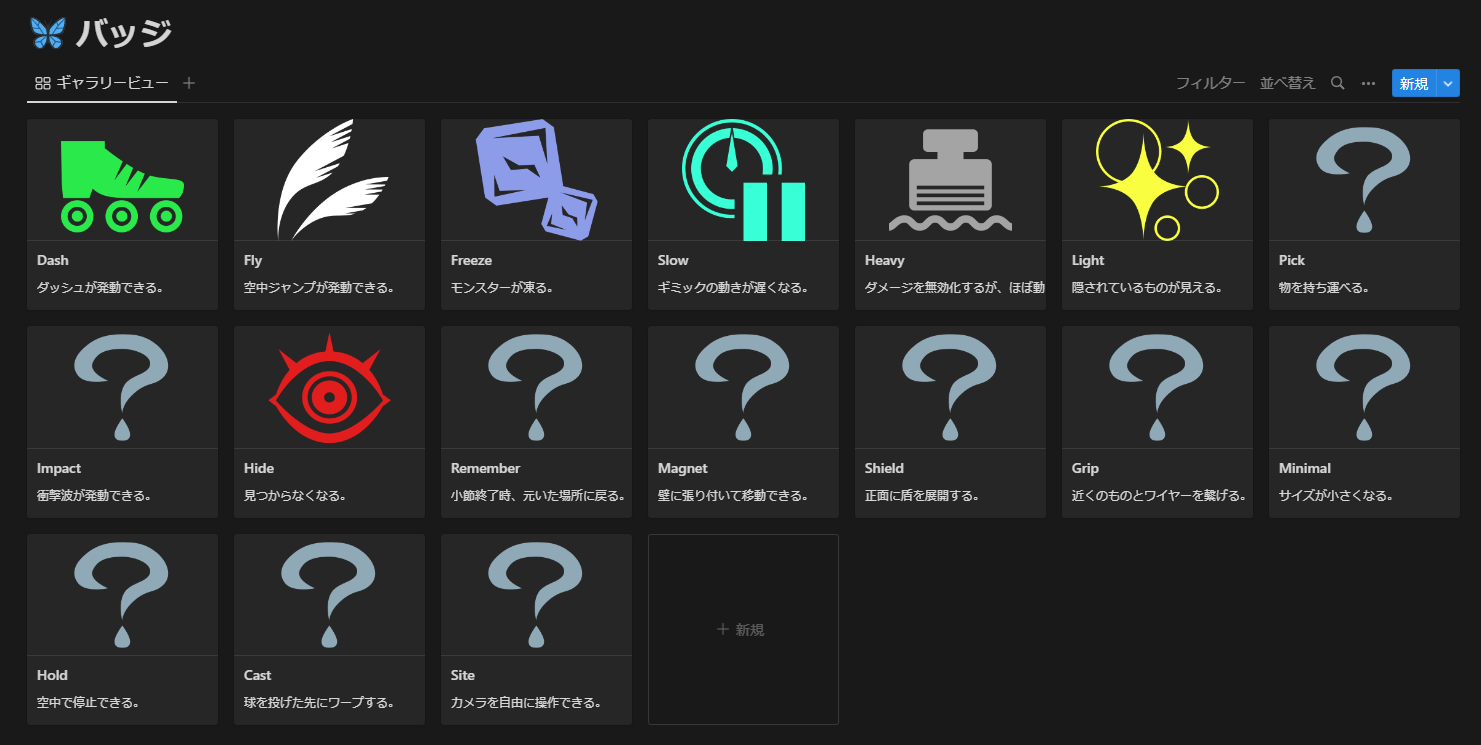 バッジ
ギャラリービュー
フィルター 並べ替え 新規
Dash
ダッシュが発動できる。
Fly
空中ジャンプが発動できる。
Freeze
モンスターが凍る。
Slow
ギミックの動きが遅くなる。
Heavy
ダメージを無効化するが、ほぼ動
Light
隠されているものが見える。
Pick
物を持ち運べる。
Impact
衝撃波が発動できる。
Hide
見つからなくなる。
Remember
小節終了時、元いた場所に戻る。
Magnet
壁に張り付いて移動できる。
Shield
正面に盾を展開する。
Grip
近くのものとワイヤーを繋げる。
Minimal
サイズが小さくなる。
Hold
空中で停止できる。
Cast
球を投げた先にワープする。
Site
カメラを自由に操作できる。
+ 新規